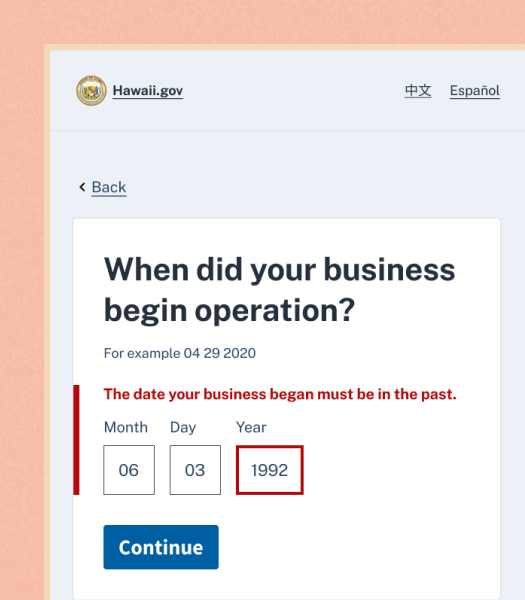 Hawaii.gov
中文 Español
Back
When did your business
begin operation?
For example 04 29 2020
The date your business began must be in the past.
Month Day Year
06 03 1992
Continue